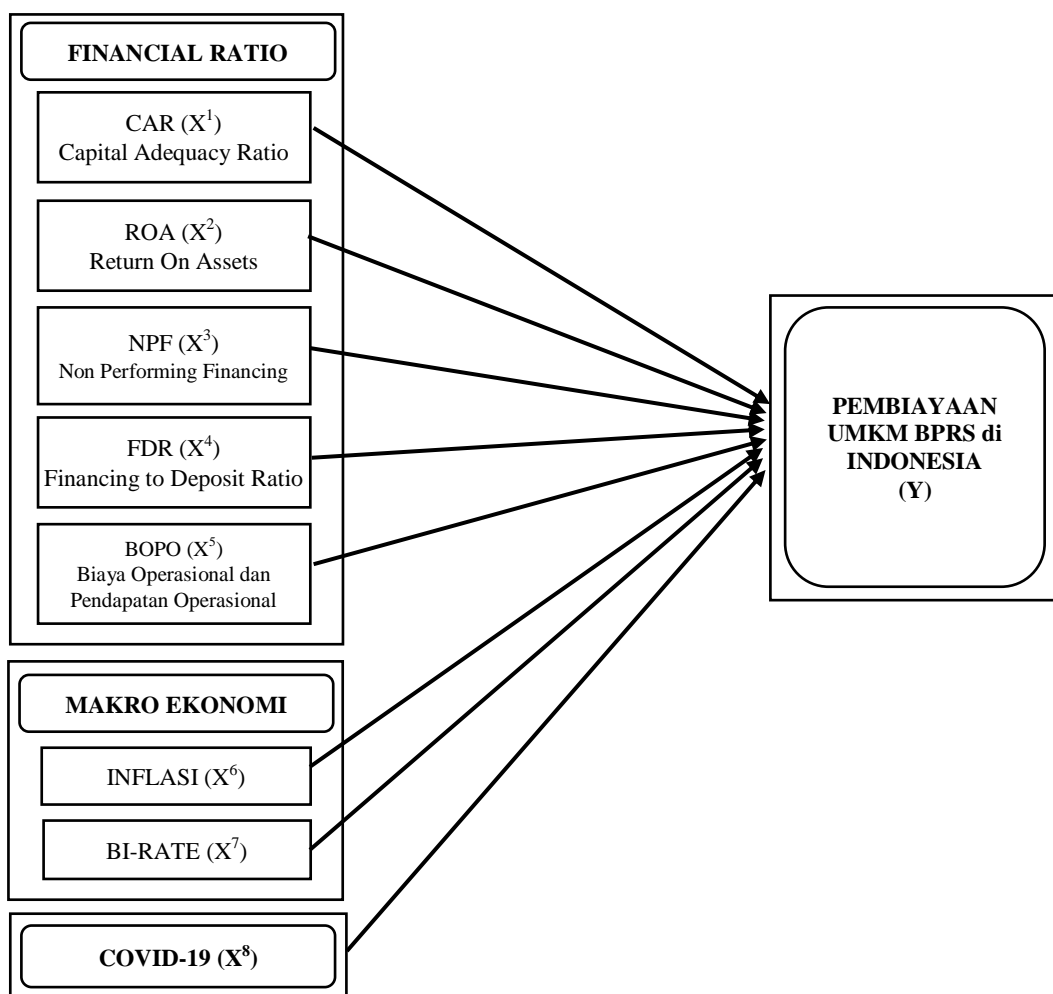 FINANCIAL RATIO
CAR (X¹)
Capital Adequacy Ratio
ROA (X²)
Return On Assets
NPF (X³)
Non Performing Financing
FDR (X⁴)
Financing to Deposit Ratio
BOPO (X⁵)
Biaya Operasional dan
Pendapatan Operasional
MAKRO EKONOMI
INFLASI (X⁶)
BI-RATE (X⁷)
COVID-19 (X⁸)
PEMBIAYAAN
UMKM BPRS di
INDONESIA
(Y)